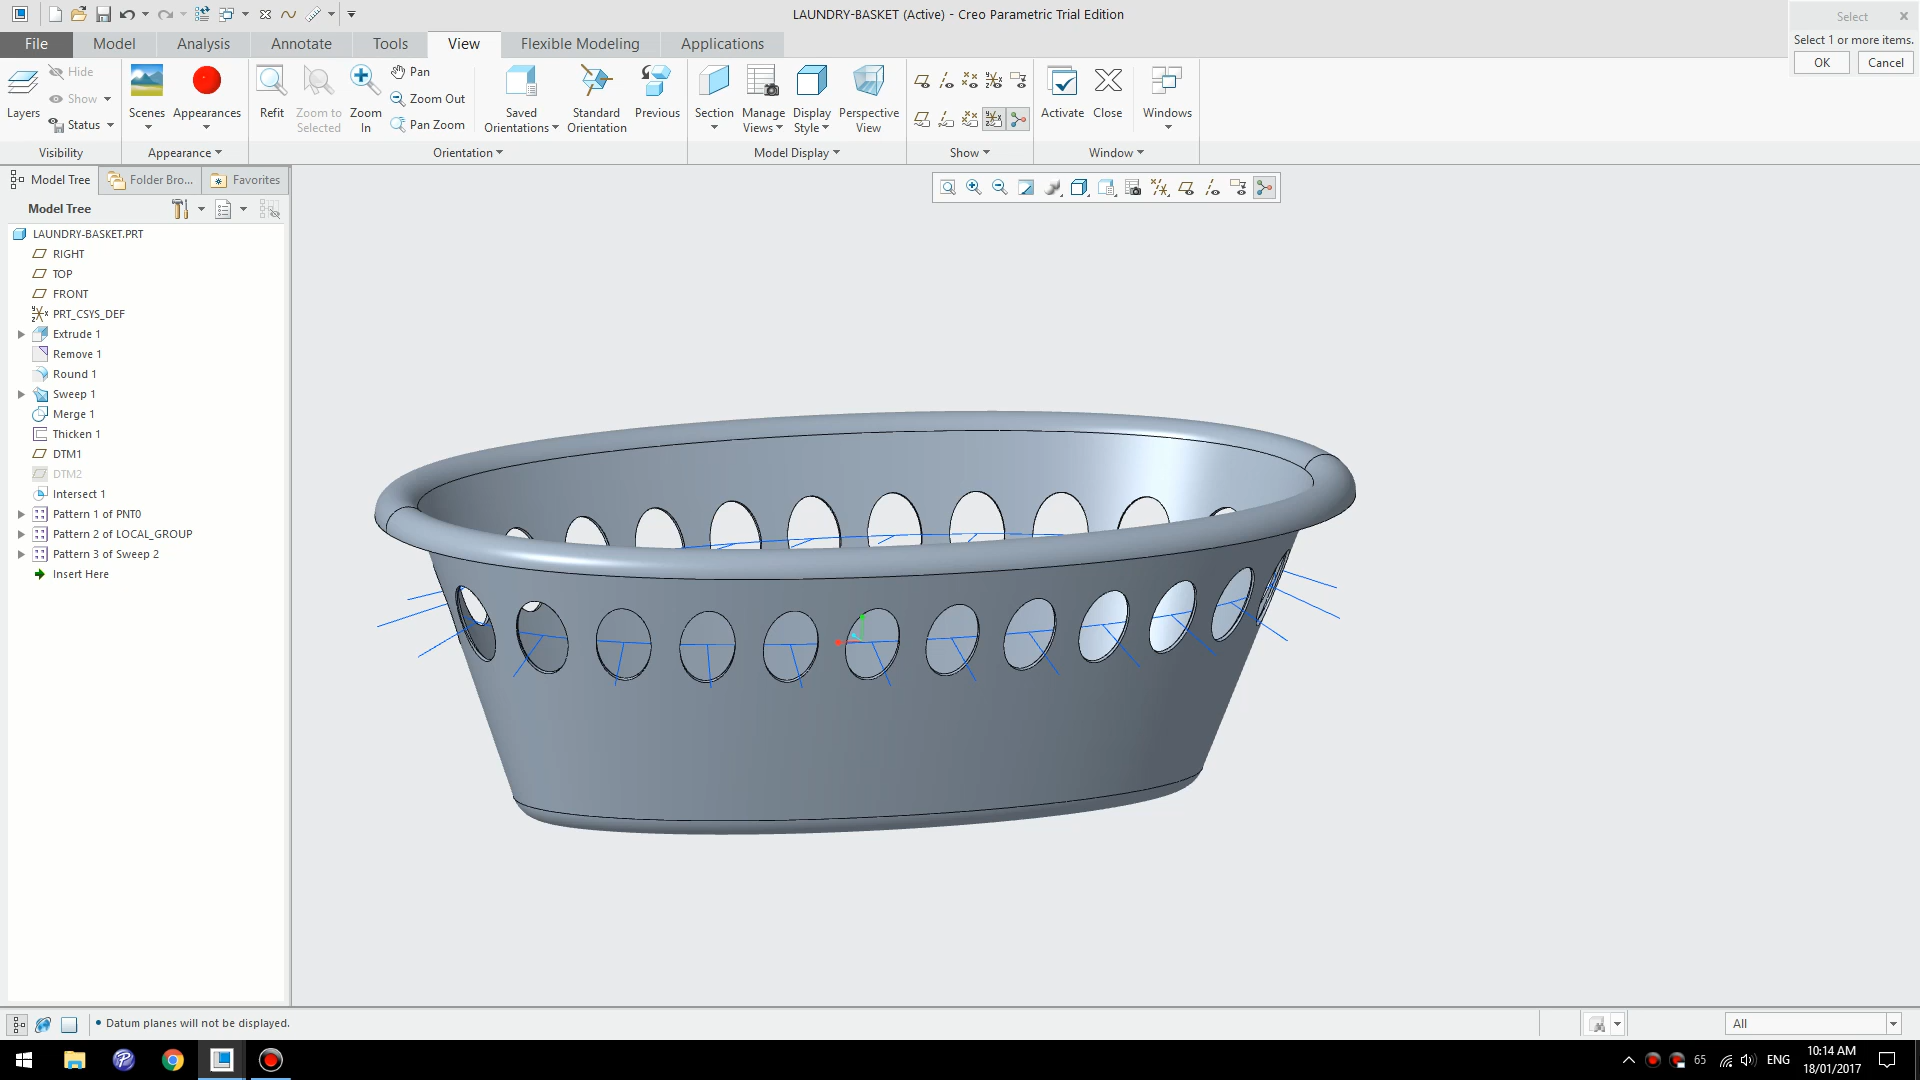 LAUNDRY-BASKET (Active) - Creo Parametric Trial Edition
Select
Select 1 or more items.
OK Cancel
File Model Analysis Annotate Tools View Flexible Modeling Applications
Layers
Hide
Show
Status
Visibility
Scenes
Appearances
Appearance
Refit
Zoom to Selected
Zoom In
Pan
Zoom Out
Pan Zoom
Saved Orientations
Standard Orientation
Previous
Orientation
Section
Manage Views
Display Style
Perspective View
Model Display
Show
Activate
Close
Windows
Window
Model Tree Folder Bro... Favorites
Model Tree
LAUNDRY-BASKET.PRT
RIGHT
TOP
FRONT
PRT_CSYS_DEF
Extrude 1
Remove 1
Round 1
Sweep 1
Merge 1
Thicken 1
DTM1
DTM2
Intersect 1
Pattern 1 of PNT0
Pattern 2 of LOCAL_GROUP
Pattern 3 of Sweep 2
Insert Here
• Datum planes will not be displayed.
All
65 ENG
10:14 AM
18/01/2017